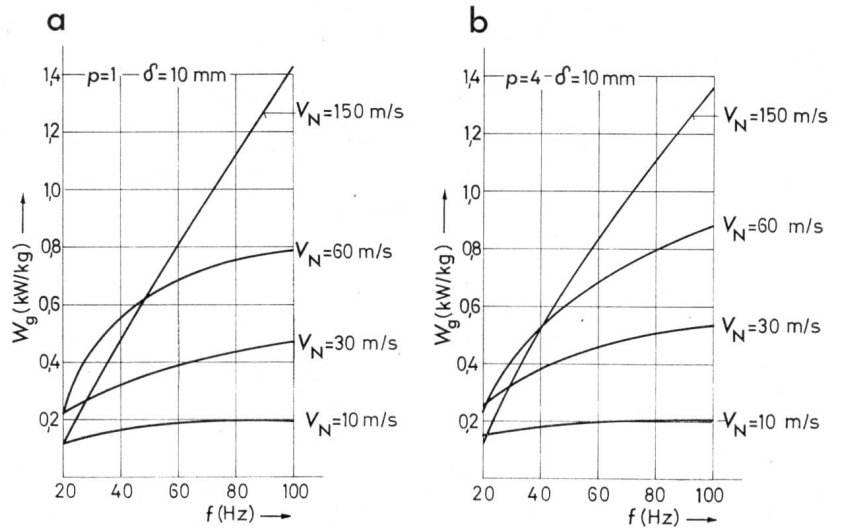 a
p=1 – δ=10 mm
1,4
1,2
1,0
0,8
0,6
0,4
0,2
W_g (kW/kg) →
V_N=150 m/s
V_N=60 m/s
V_N=30 m/s
V_N=10 m/s
20 40 60 80 100
f (Hz) →
b
p=4 - δ=10 mm
1,4
1,2
1,0
0,8
0,6
0,4
0,2
W_g (kW/kg) →
V_N=150 m/s
V_N=60 m/s
V_N=30 m/s
V_N=10 m/s
20 40 60 80 100
f (Hz) →